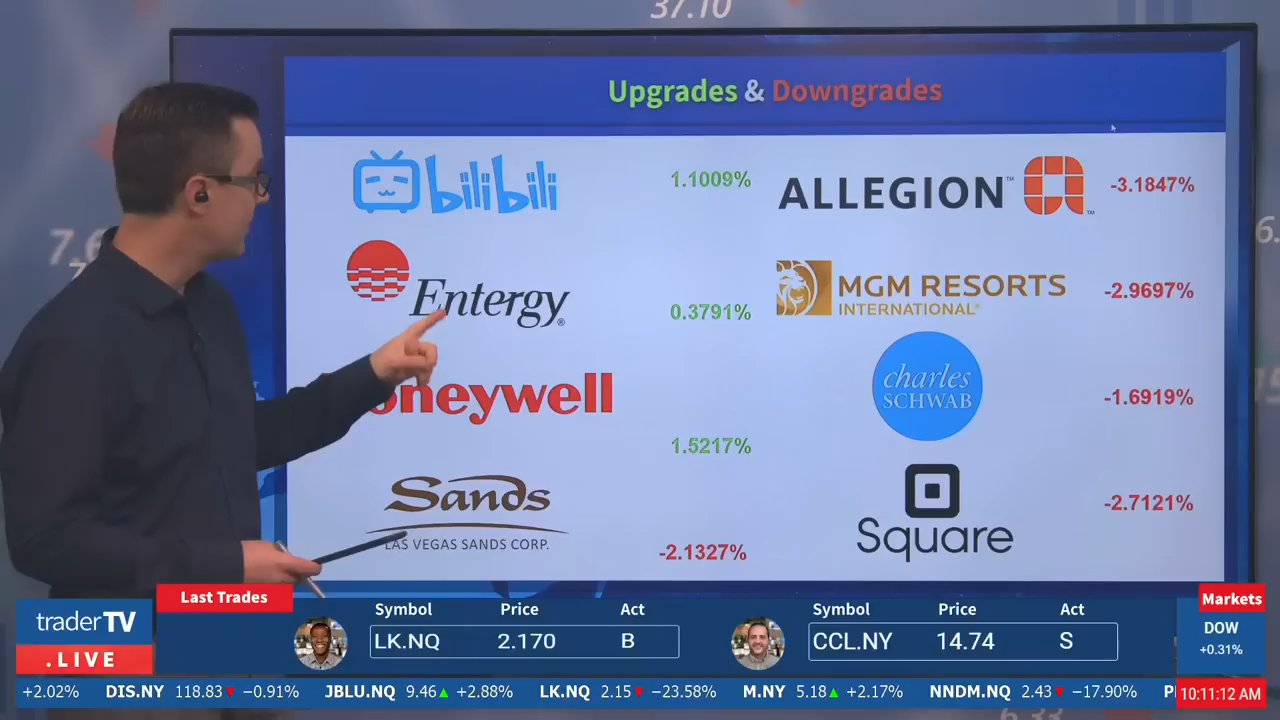 37.10
Upgrades & Downgrades
bilibili
1.1009%
ALLEGION™
™
-3.1847%
Entergy®
0.3791%
MGM RESORTS
INTERNATIONAL®
-2.9697%
oneywell
1.5217%
charles
SCHWAB
-1.6919%
Sands
LAS VEGAS SANDS CORP.
-2.1327%
Square
-2.7121%
Last Trades
Symbol Price Act
LK.NQ 2.170 B
Symbol Price Act
CCL.NY 14.74 S
Markets
DOW
+0.31%
traderTV
.LIVE
+2.02% DIS.NY 118.83 −0.91% JBLU.NQ 9.46 +2.88% LK.NQ 2.15 −23.58% M.NY 5.18 +2.17% NNDM.NQ 2.43 −17.90%
10:11:12 AM